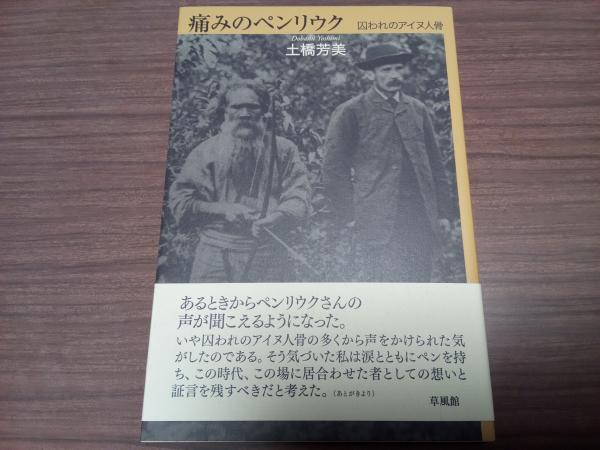 痛みのペンリウク 囚われのアイヌ人骨
Dobashi Yoshimi
土橋芳美
あるときからペンリウクさんの
声が聞こえるようになった。
いや囚われのアイヌ人骨の多くから声をかけられた気
がしたのである。そう気づいた私は涙とともにペンを持
ち、この時代、この場に居合わせた者としての想いと
証言を残すべきだと考えた。（あとがきより）
草風館